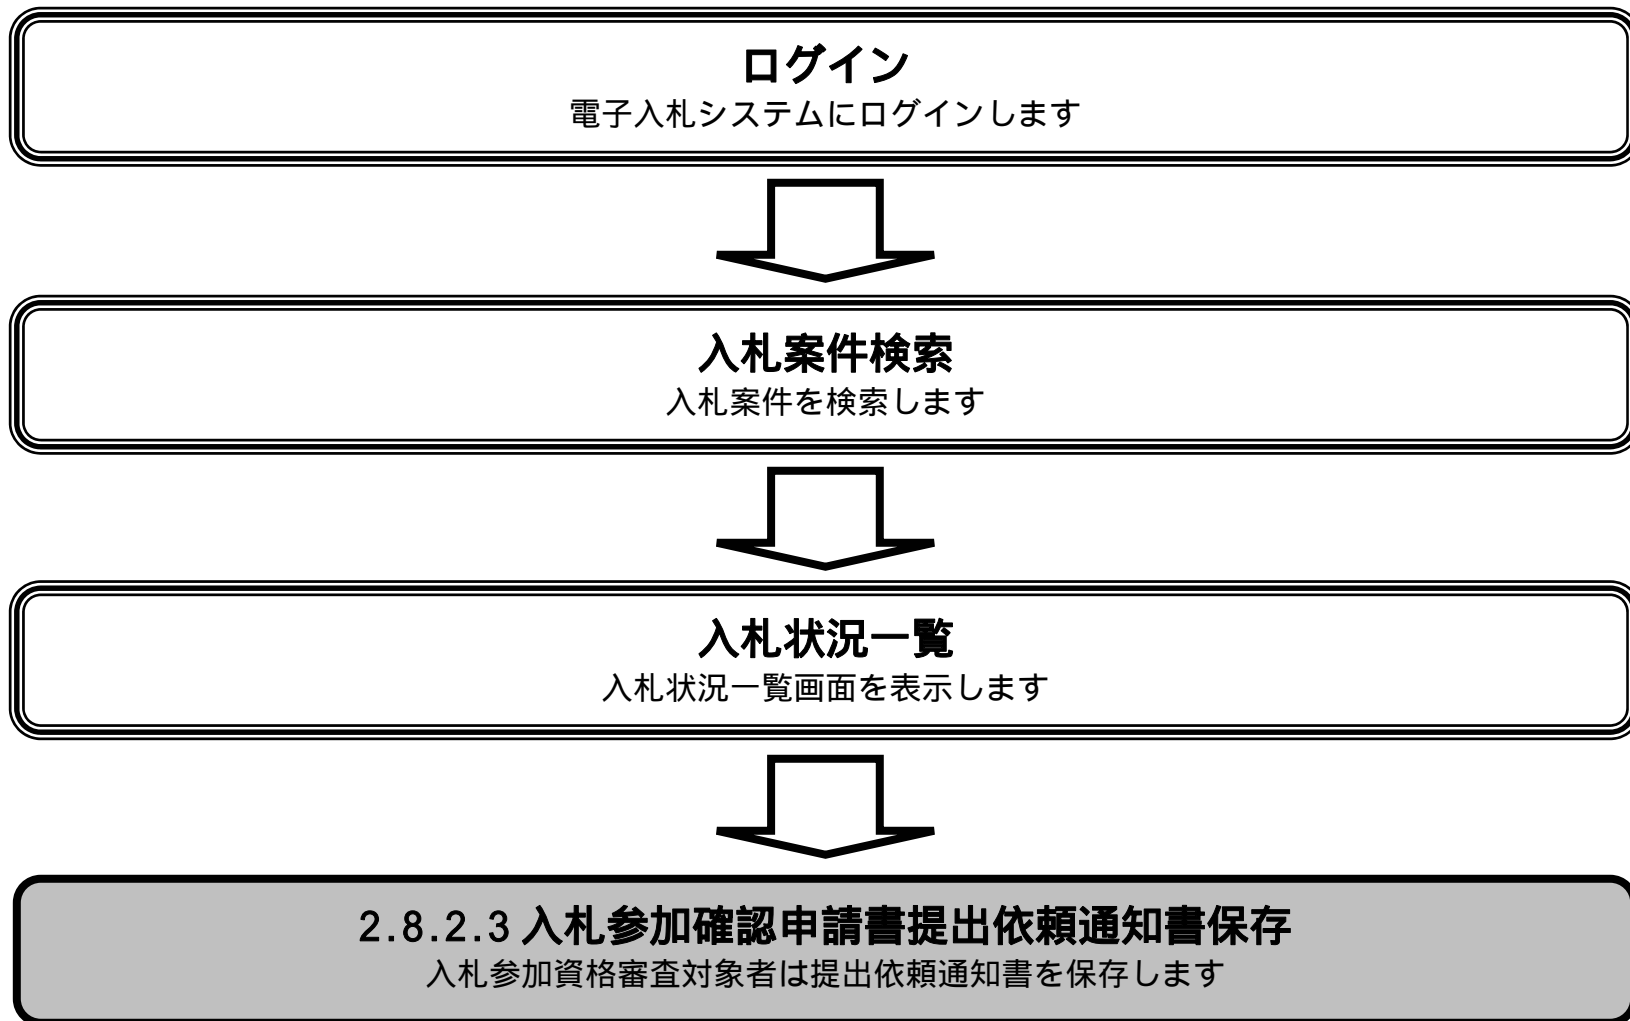 ログイン
電子入札システムにログインします
入札案件検索
入札案件を検索します
入札状況一覧
入札状況一覧画面を表示します
2.8.2.3 入札参加確認申請書提出依頼通知書保存
入札参加資格審査対象者は提出依頼通知書を保存します